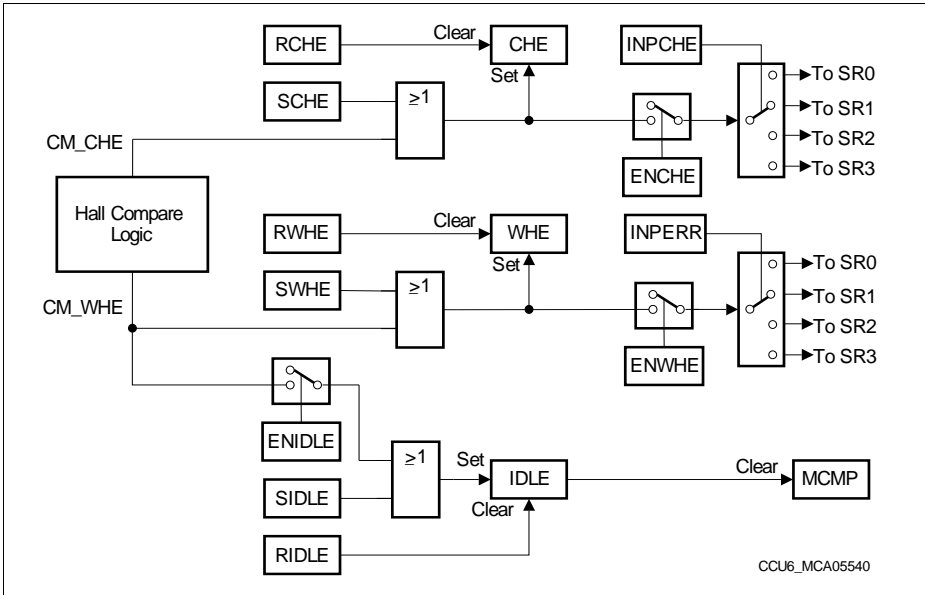 RCHE
Clear
CHE
INPCHE
SCHE
≥1
Set
To SR0
To SR1
To SR2
To SR3
CM_CHE
ENCHE
Hall Compare
Logic
RWHE
Clear
WHE
INPERR
SWHE
≥1
Set
To SR0
To SR1
To SR2
To SR3
CM_WHE
ENWHE
ENIDLE
≥1
Set
IDLE
Clear
MCMP
SIDLE
Clear
RIDLE
CCU6_MCA05540